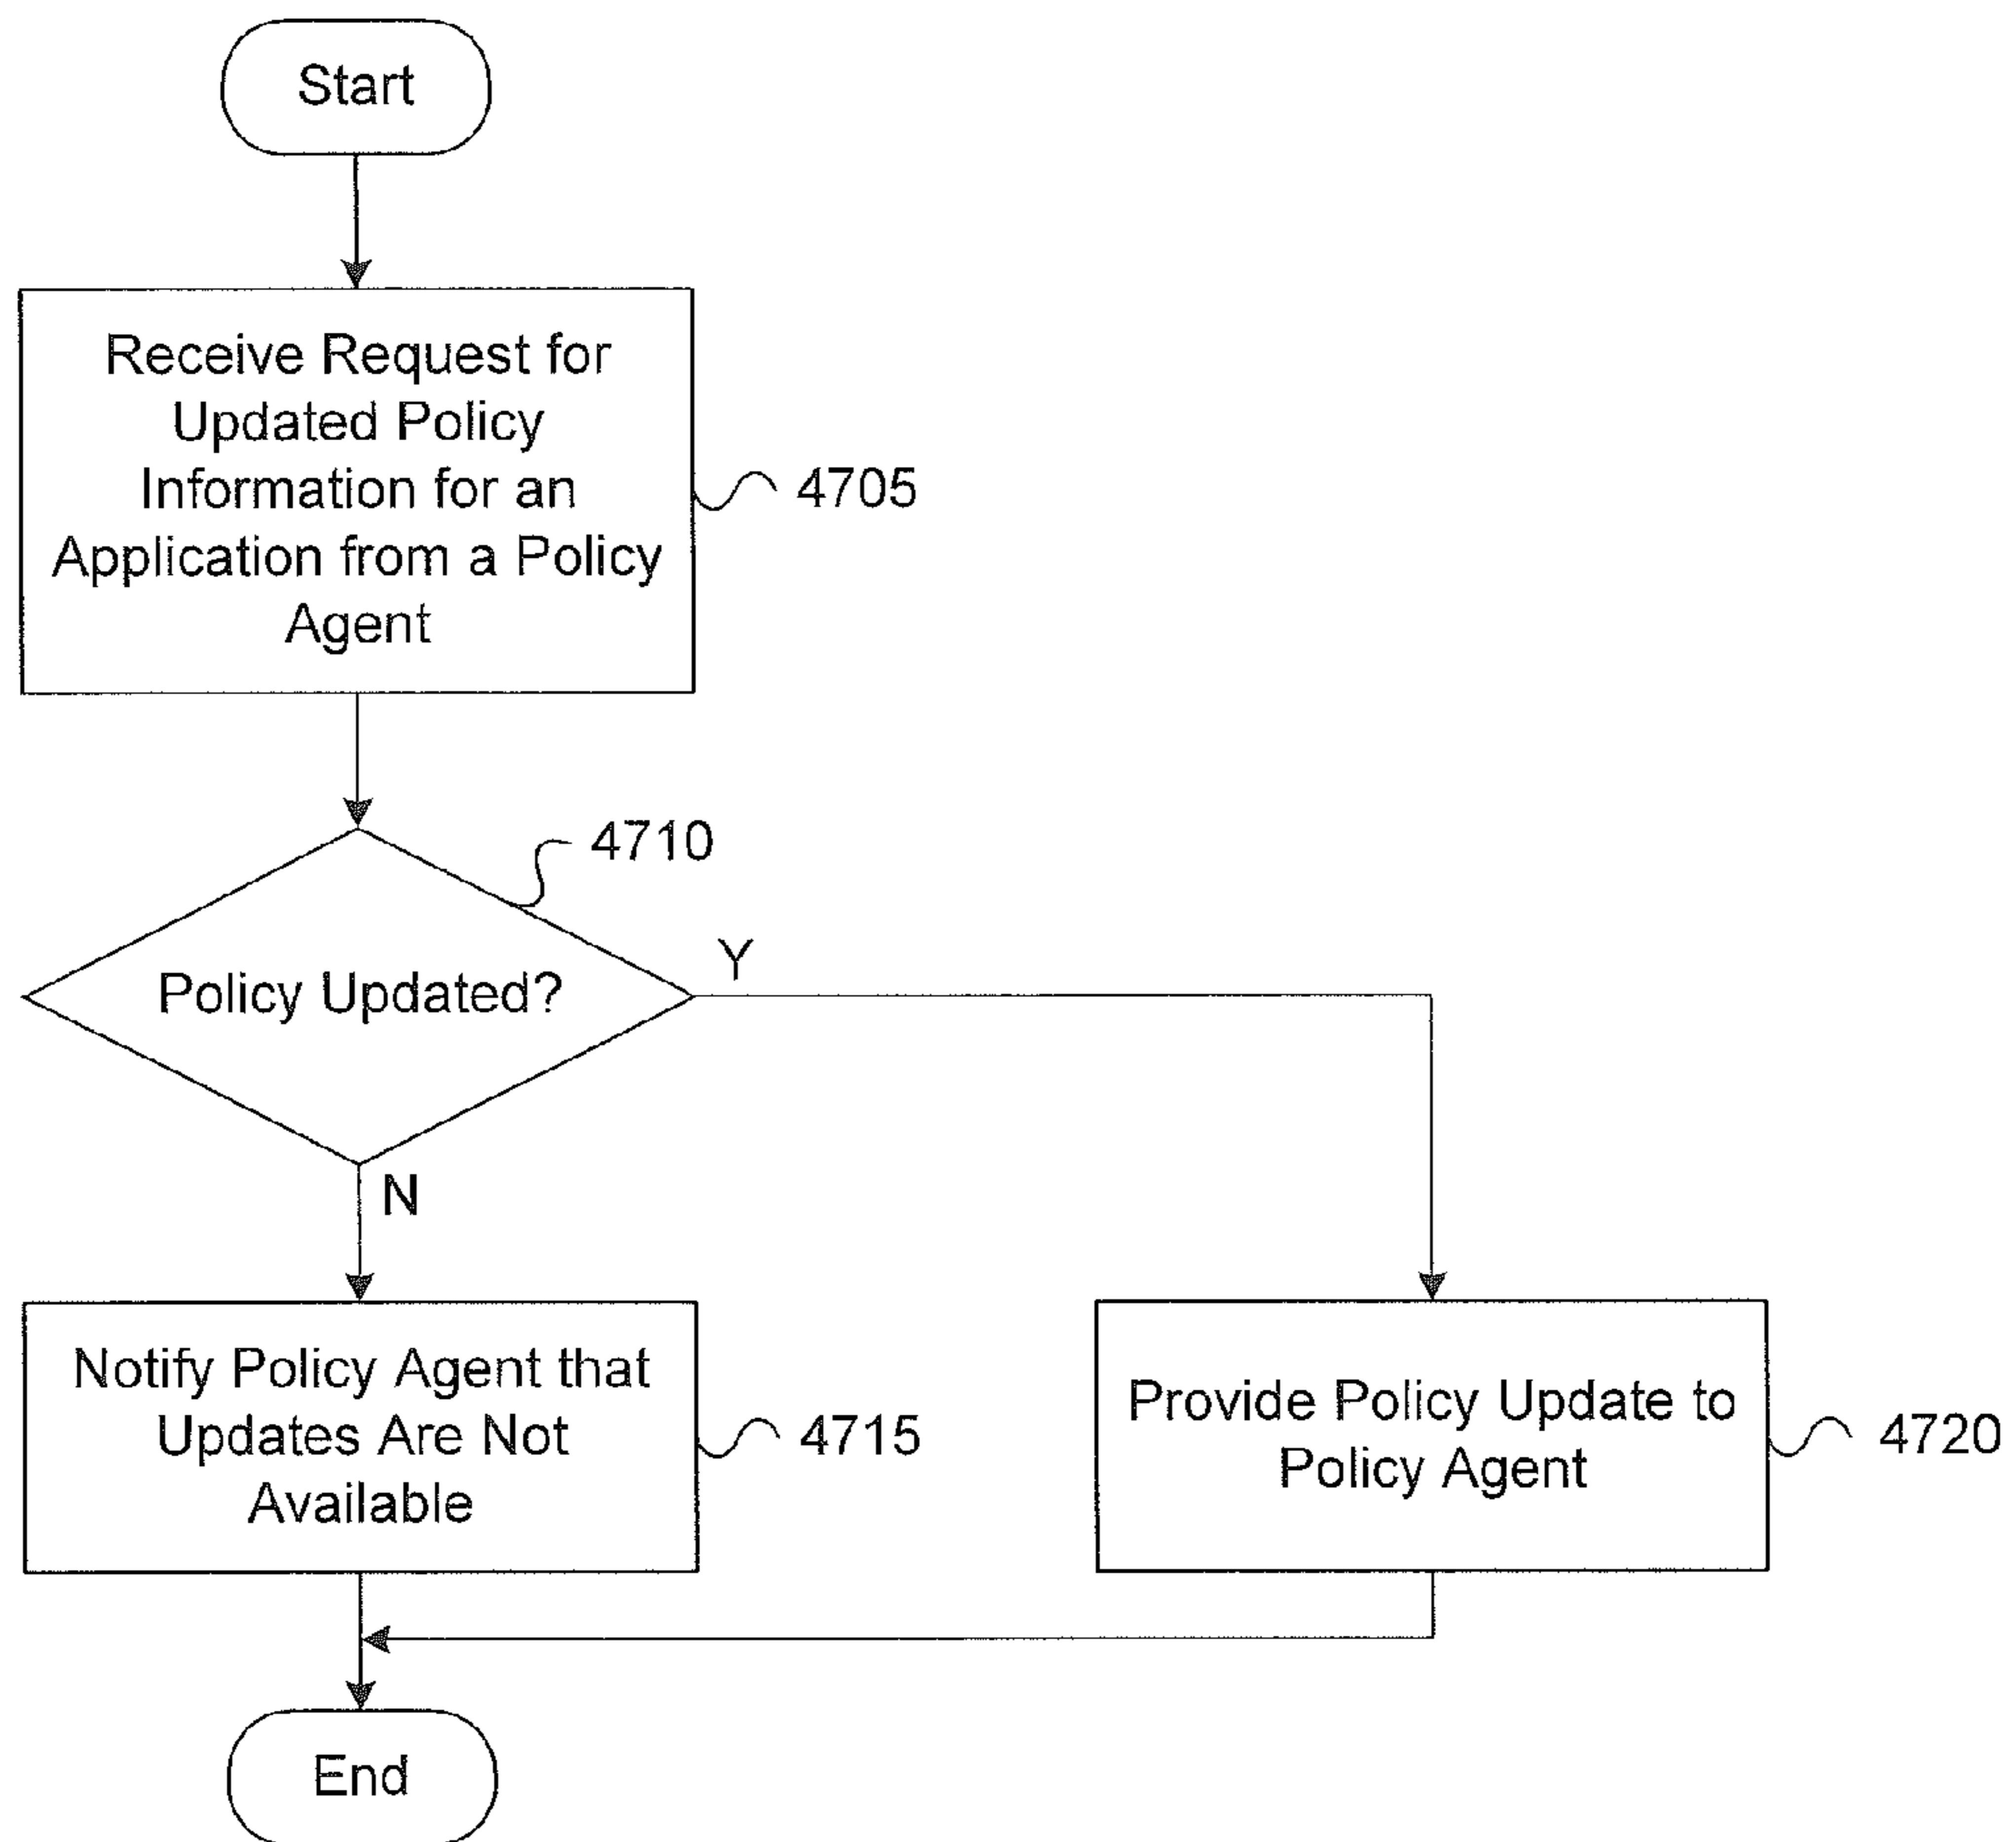 Start
Receive Request for
Updated Policy
Information for an
Application from a Policy
Agent
4705
4710
Policy Updated?
Y
N
Notify Policy Agent that
Updates Are Not
Available
4715
Provide Policy Update to
Policy Agent
4720
End